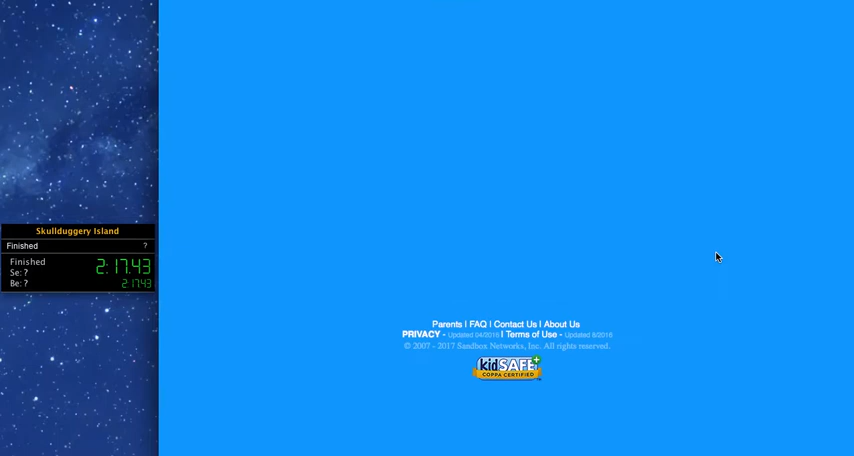 Skullduggery Island
Finished ?
Finished
Se: ?
Be: ?
2:17.43
2:17.43
Parents | FAQ | Contact Us | About Us
PRIVACY - Updated 04/2016 | Terms of Use - Updated 6/2016
© 2007 - 2017 Sandbox Networks, Inc. All rights reserved.
kidSAFE +
COPPA CERTIFIED